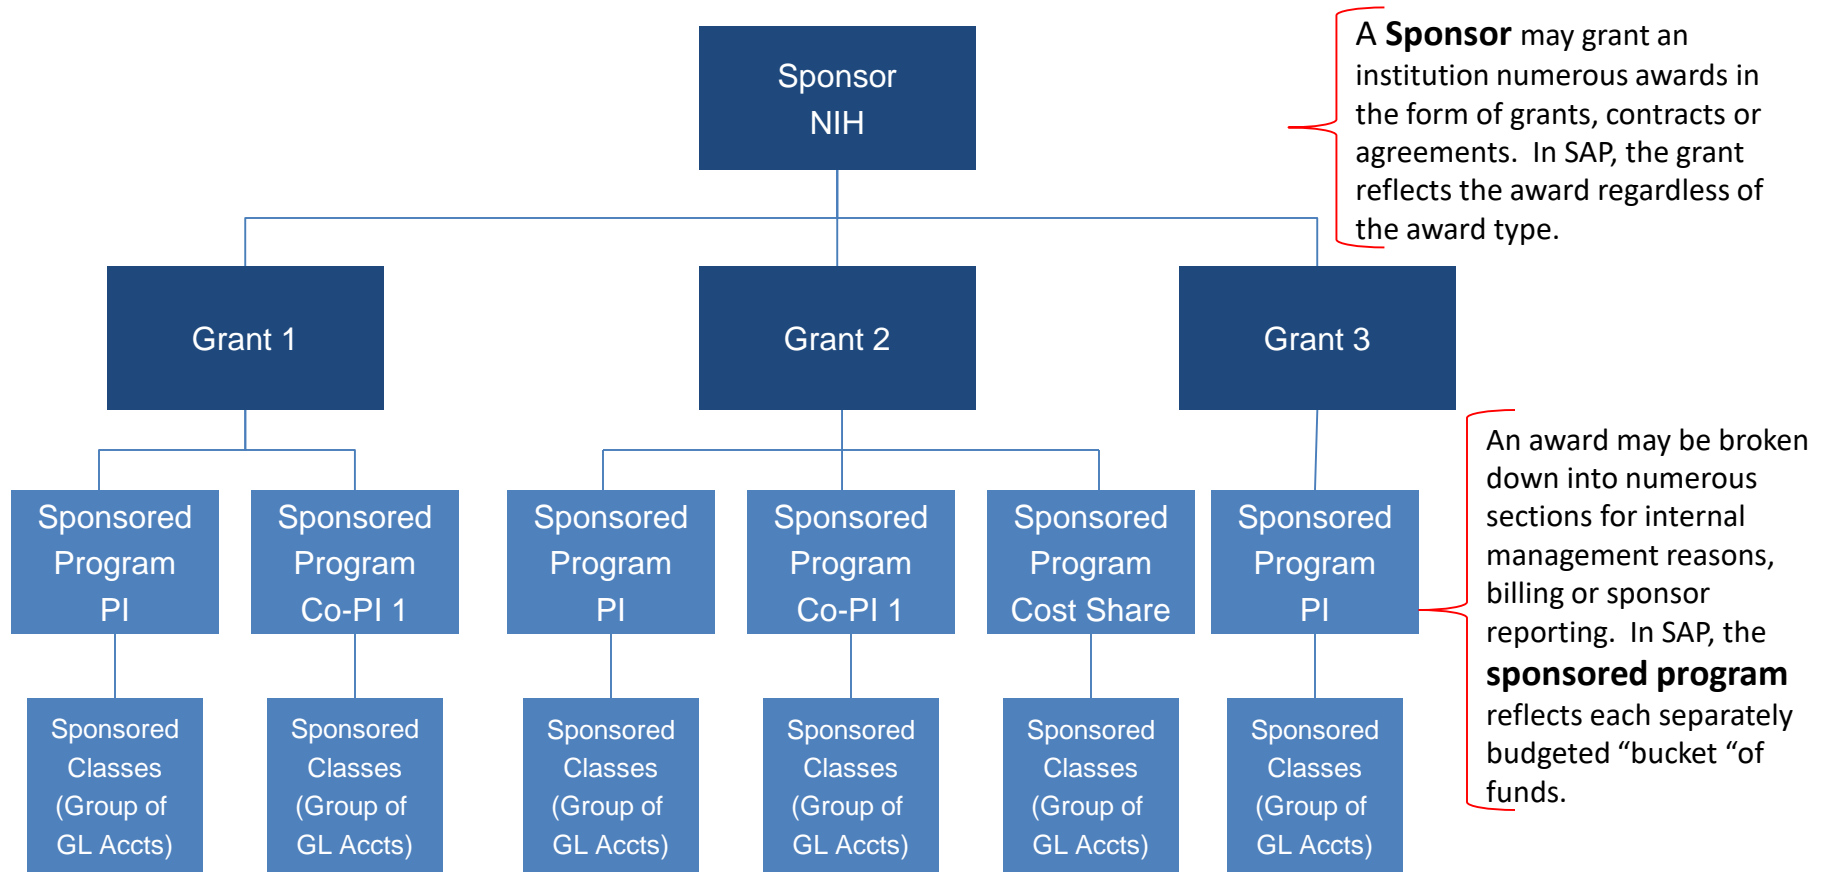 Sponsor
NIH
A Sponsor may grant an
institution numerous awards in
the form of grants, contracts or
agreements.  In SAP, the grant
reflects the award regardless of
the award type.
Grant 1
Grant 2
Grant 3
An award may be broken
down into numerous
sections for internal
management reasons,
billing or sponsor
reporting.  In SAP, the
sponsored program
reflects each separately
budgeted “bucket “of
funds.
Sponsored
Program
PI
Sponsored
Program
Co-PI 1
Sponsored
Program
PI
Sponsored
Program
Co-PI 1
Sponsored
Program
Cost Share
Sponsored
Program
PI
Sponsored
Classes
(Group of
GL Accts)
Sponsored
Classes
(Group of
GL Accts)
Sponsored
Classes
(Group of
GL Accts)
Sponsored
Classes
(Group of
GL Accts)
Sponsored
Classes
(Group of
GL Accts)
Sponsored
Classes
(Group of
GL Accts)